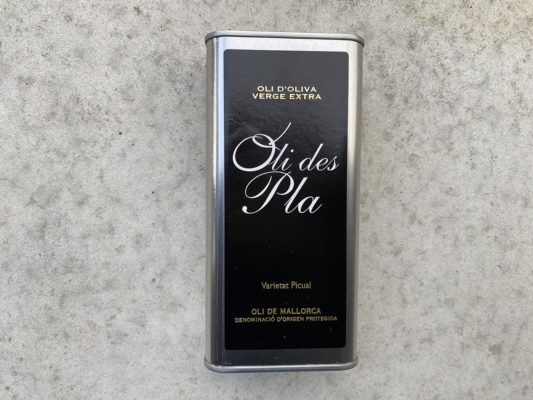 OLI D'OLIVA
VERGE EXTRA
Oli des
Pla
Varietat Picual
OLI DE MALLORCA
DENOMINACIÓ D'ORIGEN PROTEGIDA